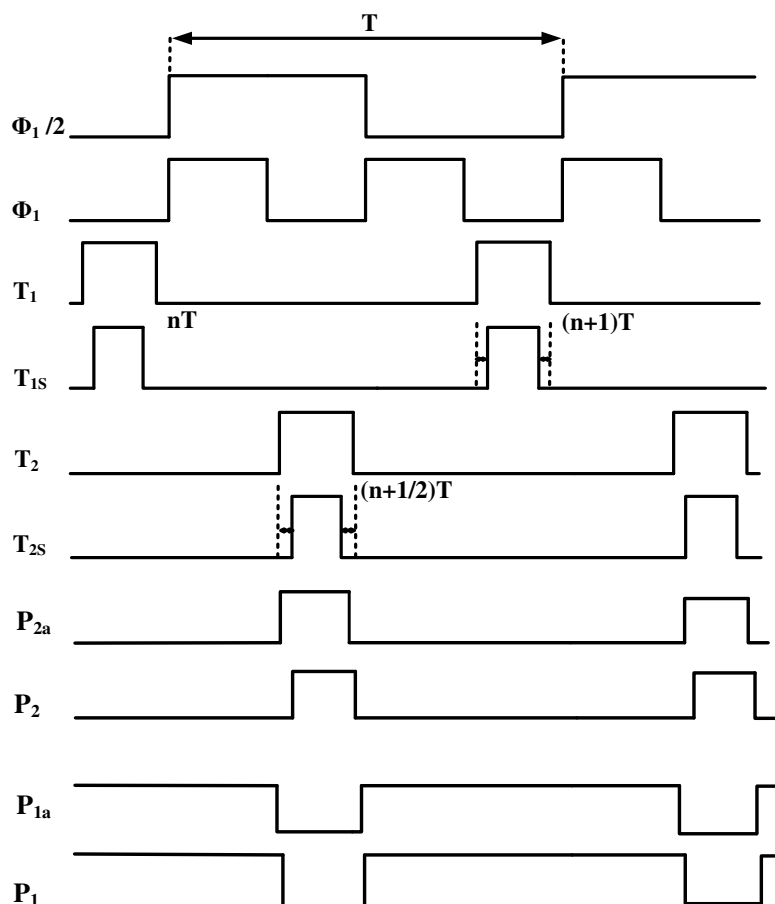 T
Φ₁/2
Φ₁
T₁
nT
(n+1)T
T₁S
T₂
(n+1/2)T
T₂S
P₂ₐ
P₂
P₁ₐ
P₁